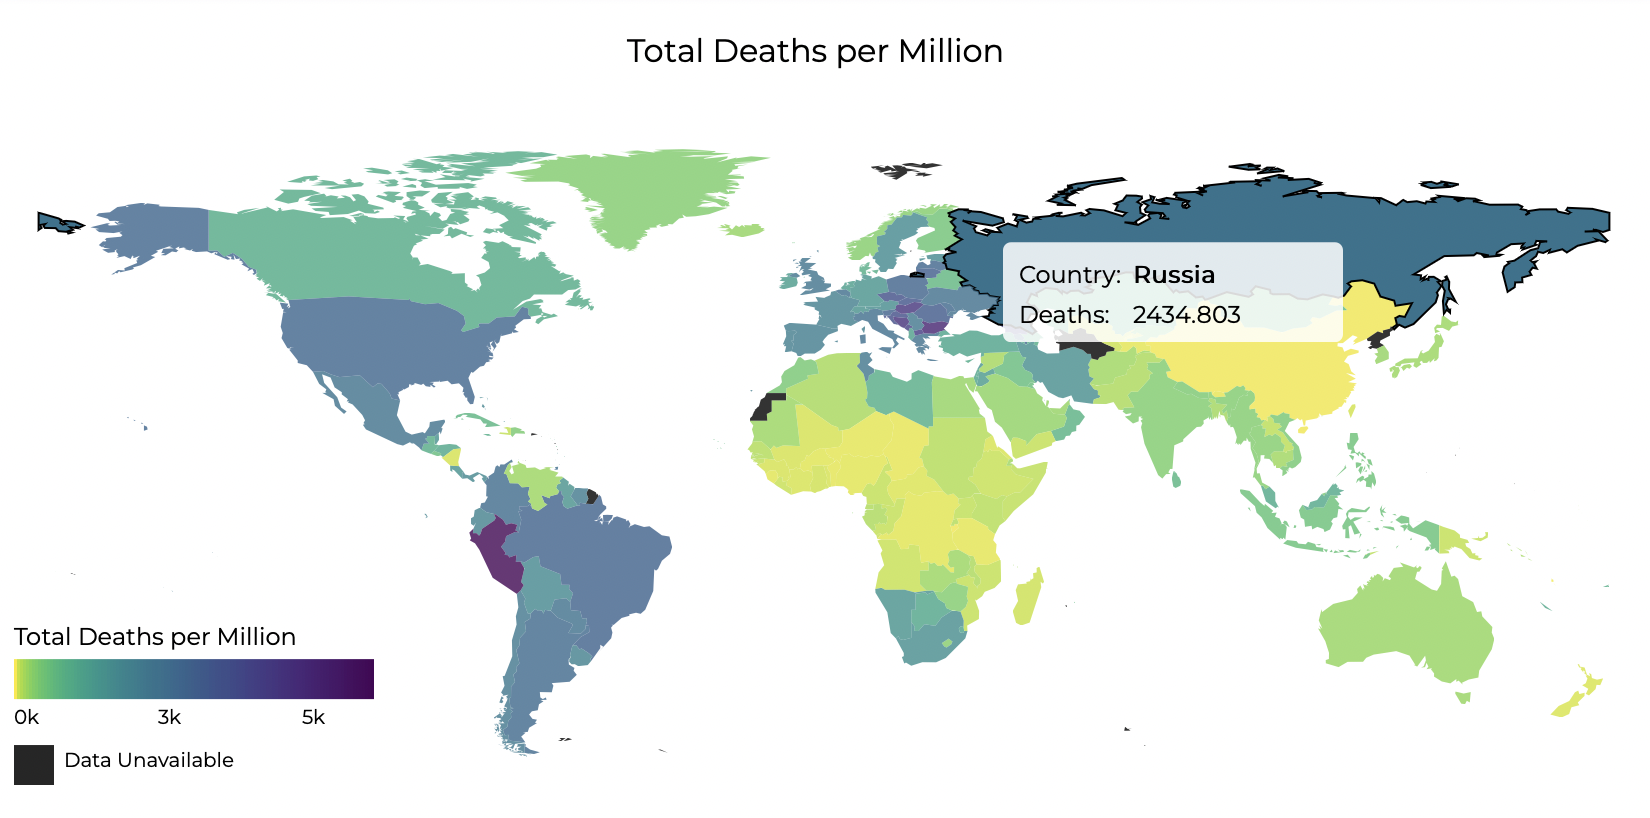 Total Deaths per Million
Country: Russia
Deaths: 2434.803
Total Deaths per Million
0k 3k 5k
Data Unavailable